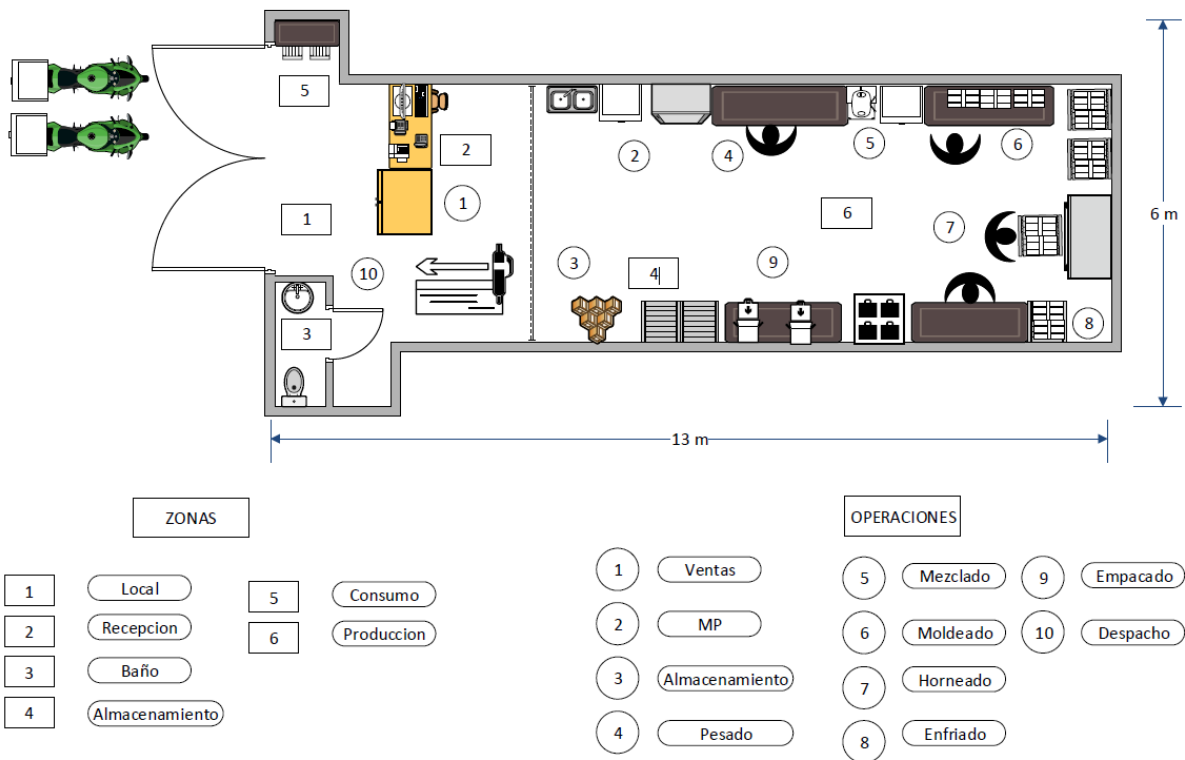 5
2
1
1
10
3
2
4
5
6
6
7
3
4
9
8
6 m
13 m
ZONAS
1 Local
2 Recepcion
3 Baño
4 Almacenamiento
5 Consumo
6 Produccion
OPERACIONES
1 Ventas
2 MP
3 Almacenamiento
4 Pesado
5 Mezclado
6 Moldeado
7 Horneado
8 Enfriado
9 Empacado
10 Despacho